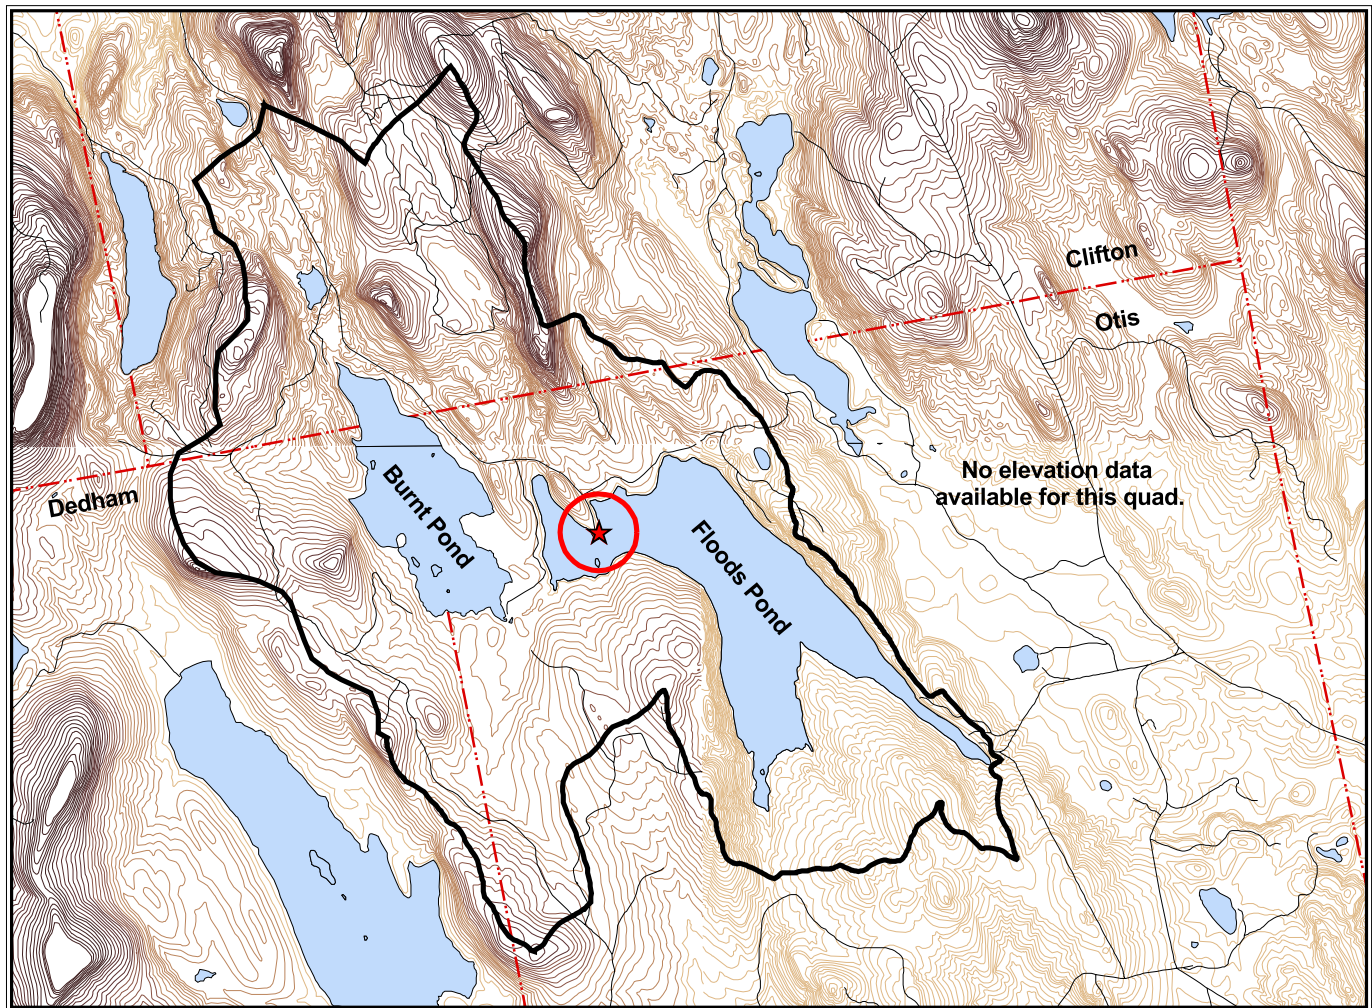 Clifton
Otis
No elevation data
available for this quad.
Dedham
Burnt Pond
Floods Pond